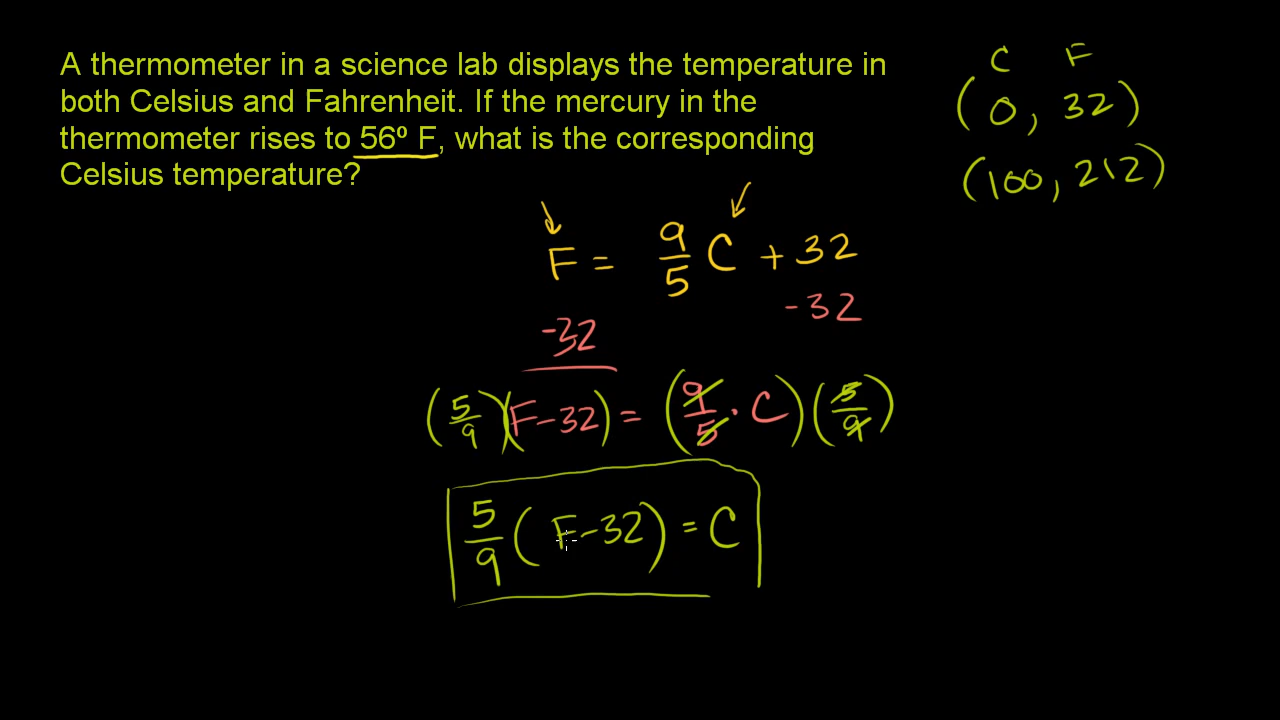 A thermometer in a science lab displays the temperature in
both Celsius and Fahrenheit. If the mercury in the
thermometer rises to 56º F, what is the corresponding
Celsius temperature?
C F
(0, 32)
(100, 212)
F = 9/5 C + 32
-32
-32
(5/9)(F-32) = (9/5 · C)(5/9)
5/9 (F-32) = C